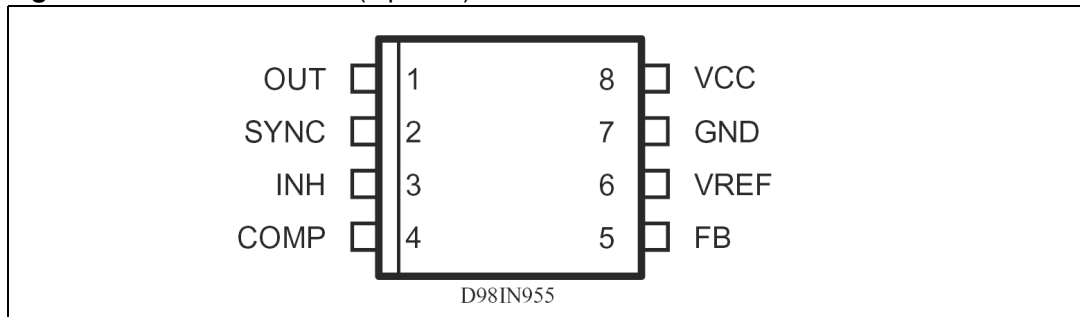 OUT 1 8 VCC
SYNC 2 7 GND
INH 3 6 VREF
COMP 4 5 FB
D98IN955